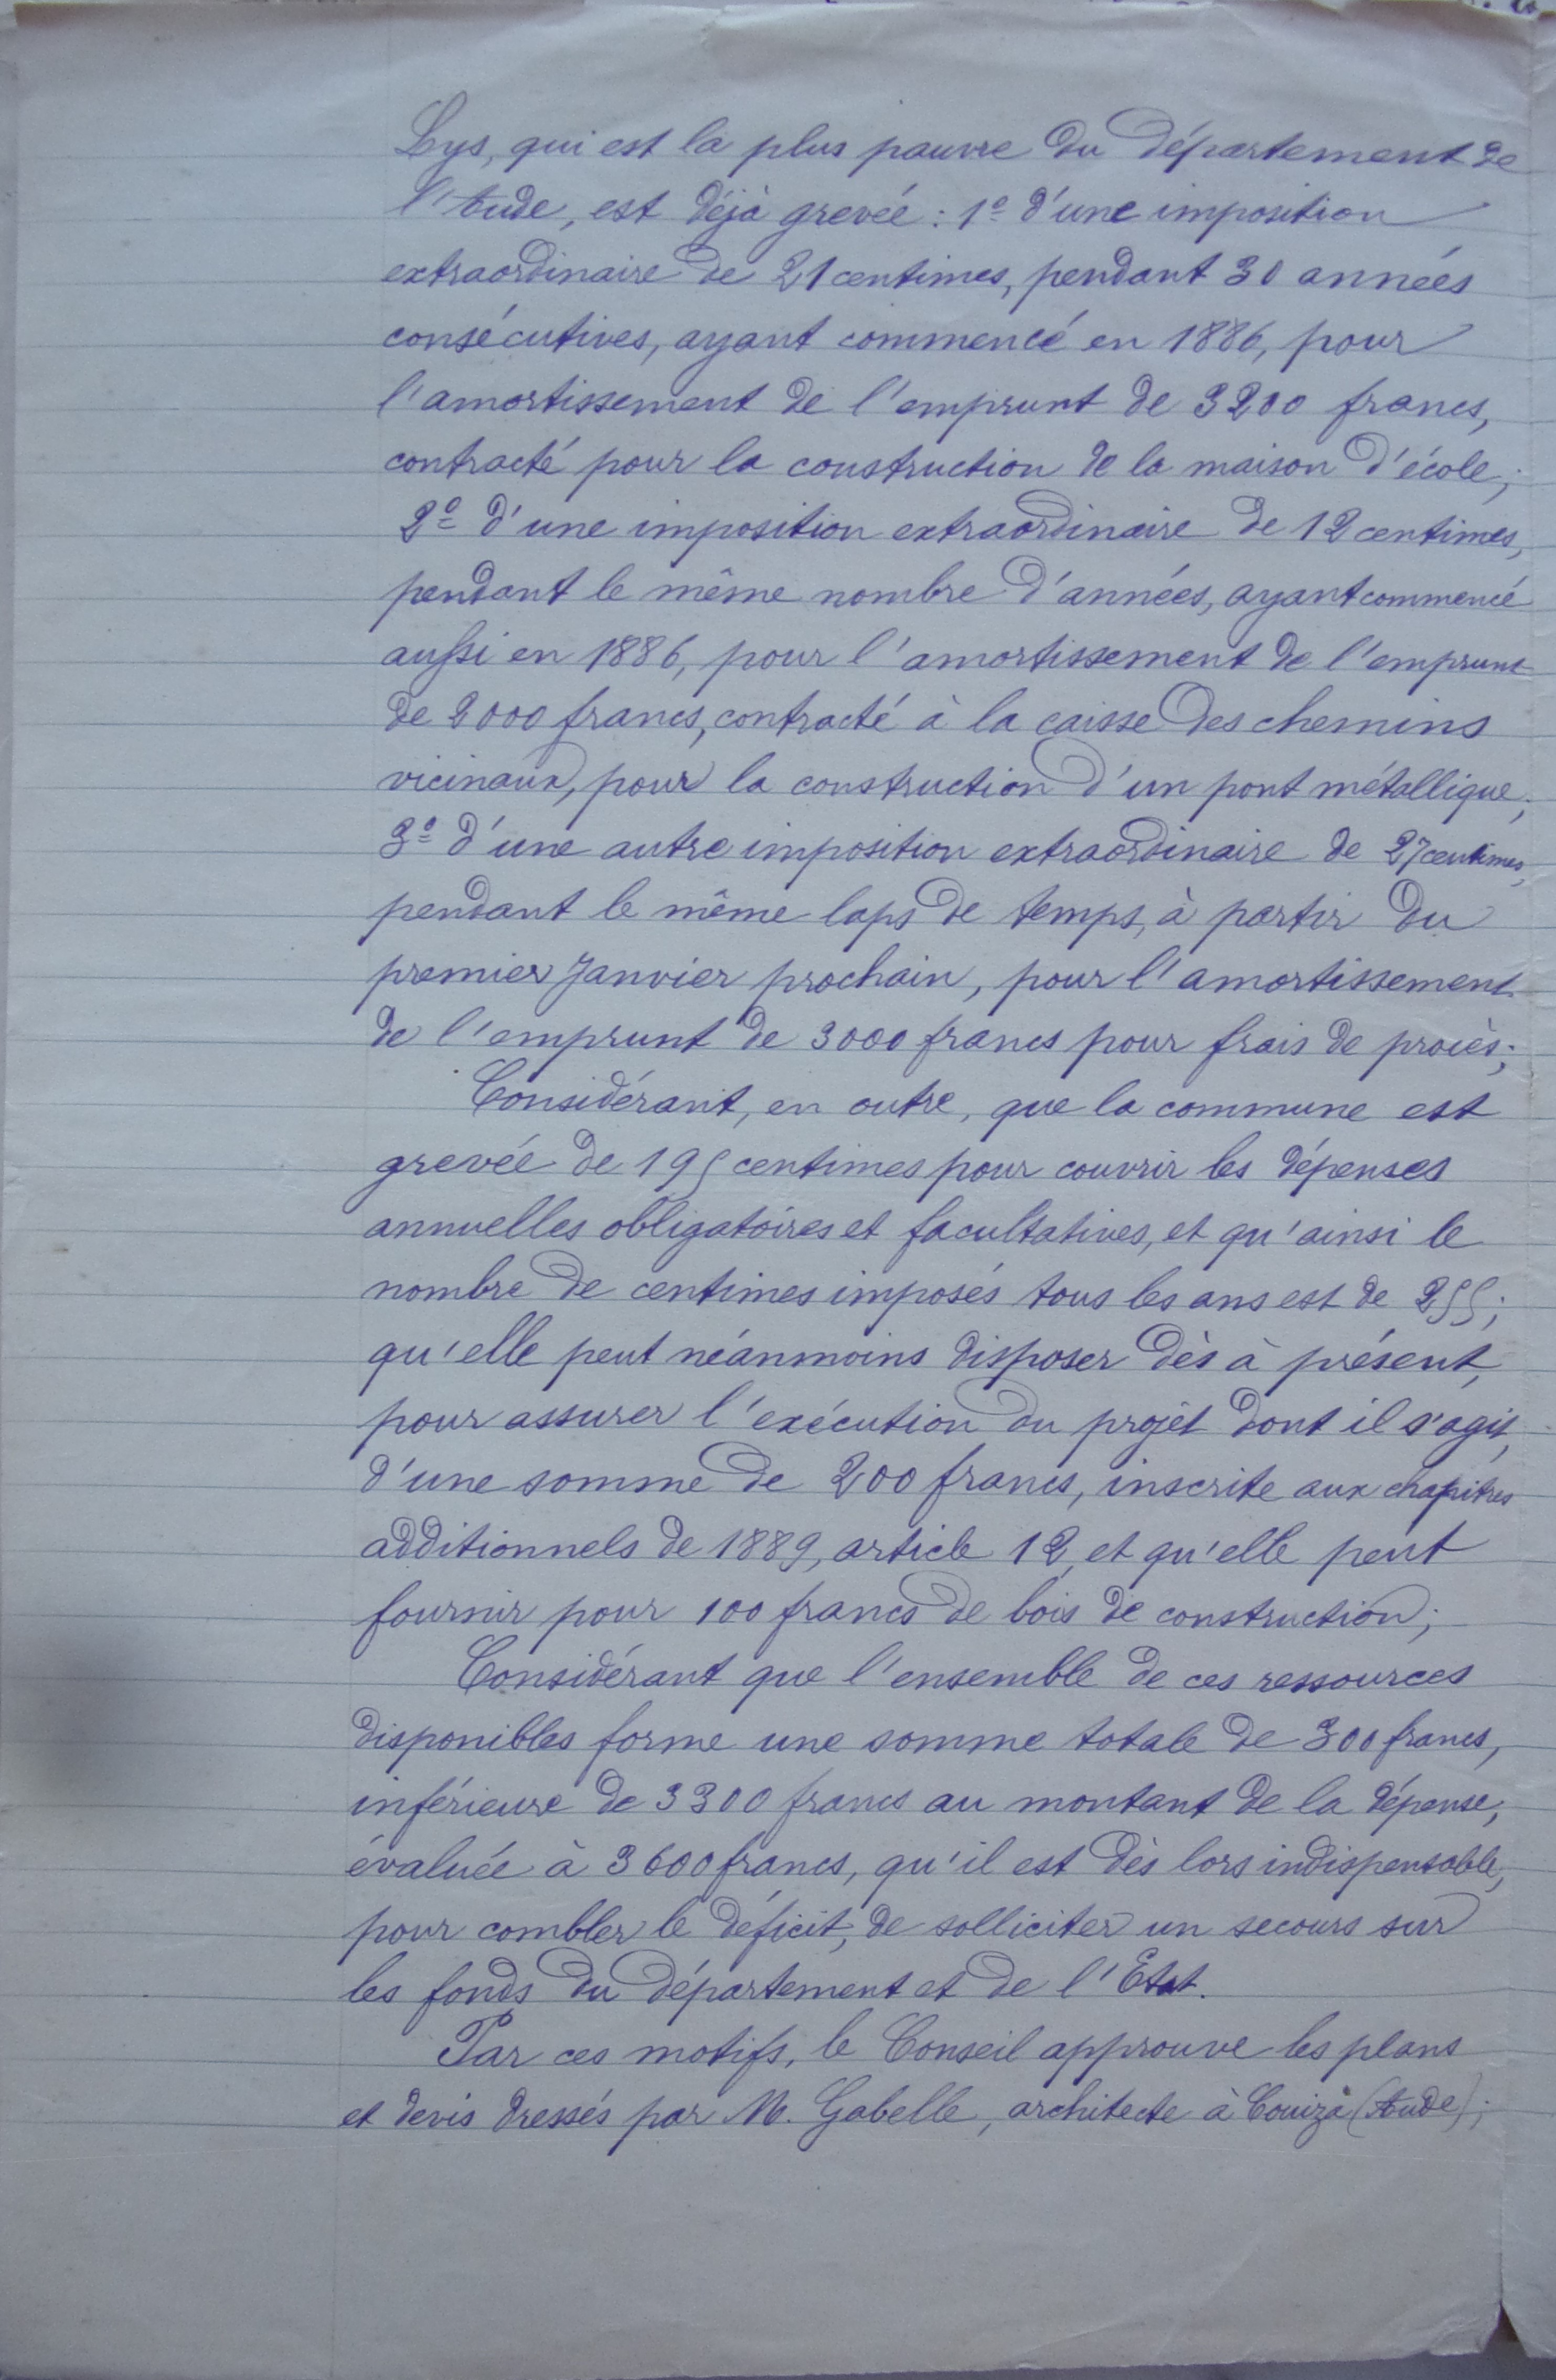 Lys, qui est la plus pauvre du département de
l'Aude, est déjà grevée : 1º d'une imposition
extraordinaire de 21 centimes, pendant 30 années
consécutives, ayant commencé en 1886, pour
l'amortissement de l'emprunt de 3200 francs,
contracté pour la construction de la maison d'école;
2º d'une imposition extraordinaire de 12 centimes,
pendant le même nombre d'années, ayant commencé
aussi en 1886, pour l'amortissement de l'emprunt
de 2000 francs, contracté à la caisse des chemins
vicinaux, pour la construction d'un pont métallique;
3º d'une autre imposition extraordinaire de 27 centimes,
pendant le même laps de temps, à partir du
premier Janvier prochain, pour l'amortissement
de l'emprunt de 3000 francs pour frais de procès;
Considérant, en outre, que la commune est
grevée de 195 centimes pour couvrir les dépenses
annuelles obligatoires et facultatives, et qu'ainsi le
nombre de centimes imposés tous les ans est de 255;
qu'elle peut néanmoins disposer dès à présent,
pour assurer l'exécution du projet dont il s'agit,
d'une somme de 200 francs, inscrite aux chapitres
additionnels de 1889, article 12, et qu'elle peut
fournir pour 100 francs de bois de construction;
Considérant que l'ensemble de ces ressources
disponibles forme une somme totale de 300 francs,
inférieure de 3300 francs au montant de la dépense,
évaluée à 3600 francs, qu'il est dès lors indispensable,
pour combler le déficit, de solliciter un secours sur
les fonds du département et de l'Etat.
Par ces motifs, le Conseil approuve les plans
et devis dressés par M. Gabelle, architecte à Couiza (Aude);